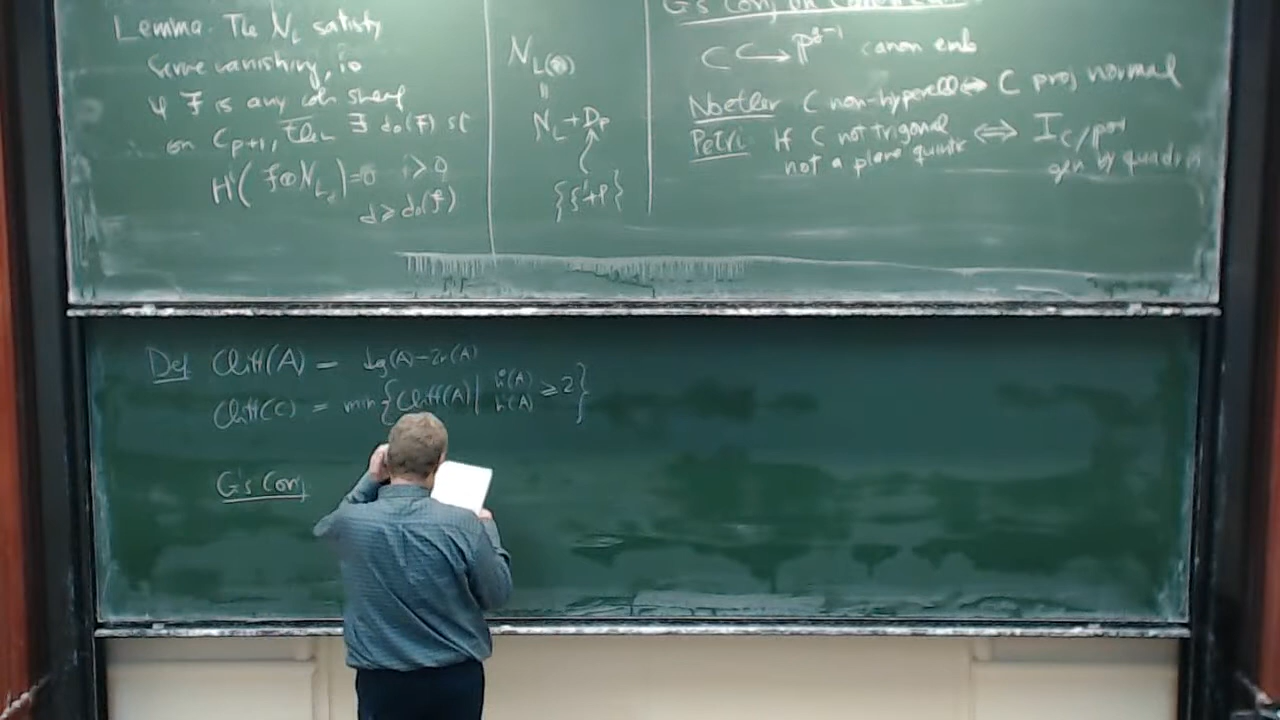 Lemma. The N_L satisfy
Serre vanishing, ie
if F is any coh sheaf
on C_{p+1}, then ∃ d_0(F) st
H^i(F⊗N_{L_d})=0 i>0
d ≥ d_0(F)
N_{L(p)}
=
N_L + D_p
{ξ'+p}
G's Conj on Canonical
C ↪ P^{g-1} canon emb
Noether C non-hyperell ⟺ C proj normal
Petri If C not trigonal ⟺ I_{C/P^{g-1}}
not a plane quintic gen by quadrics
Def Cliff(A) = deg(A)-2r(A)
Cliff(C) = min{Cliff(A) | h^0(A) h^1(A) ≥2}
G's Conj